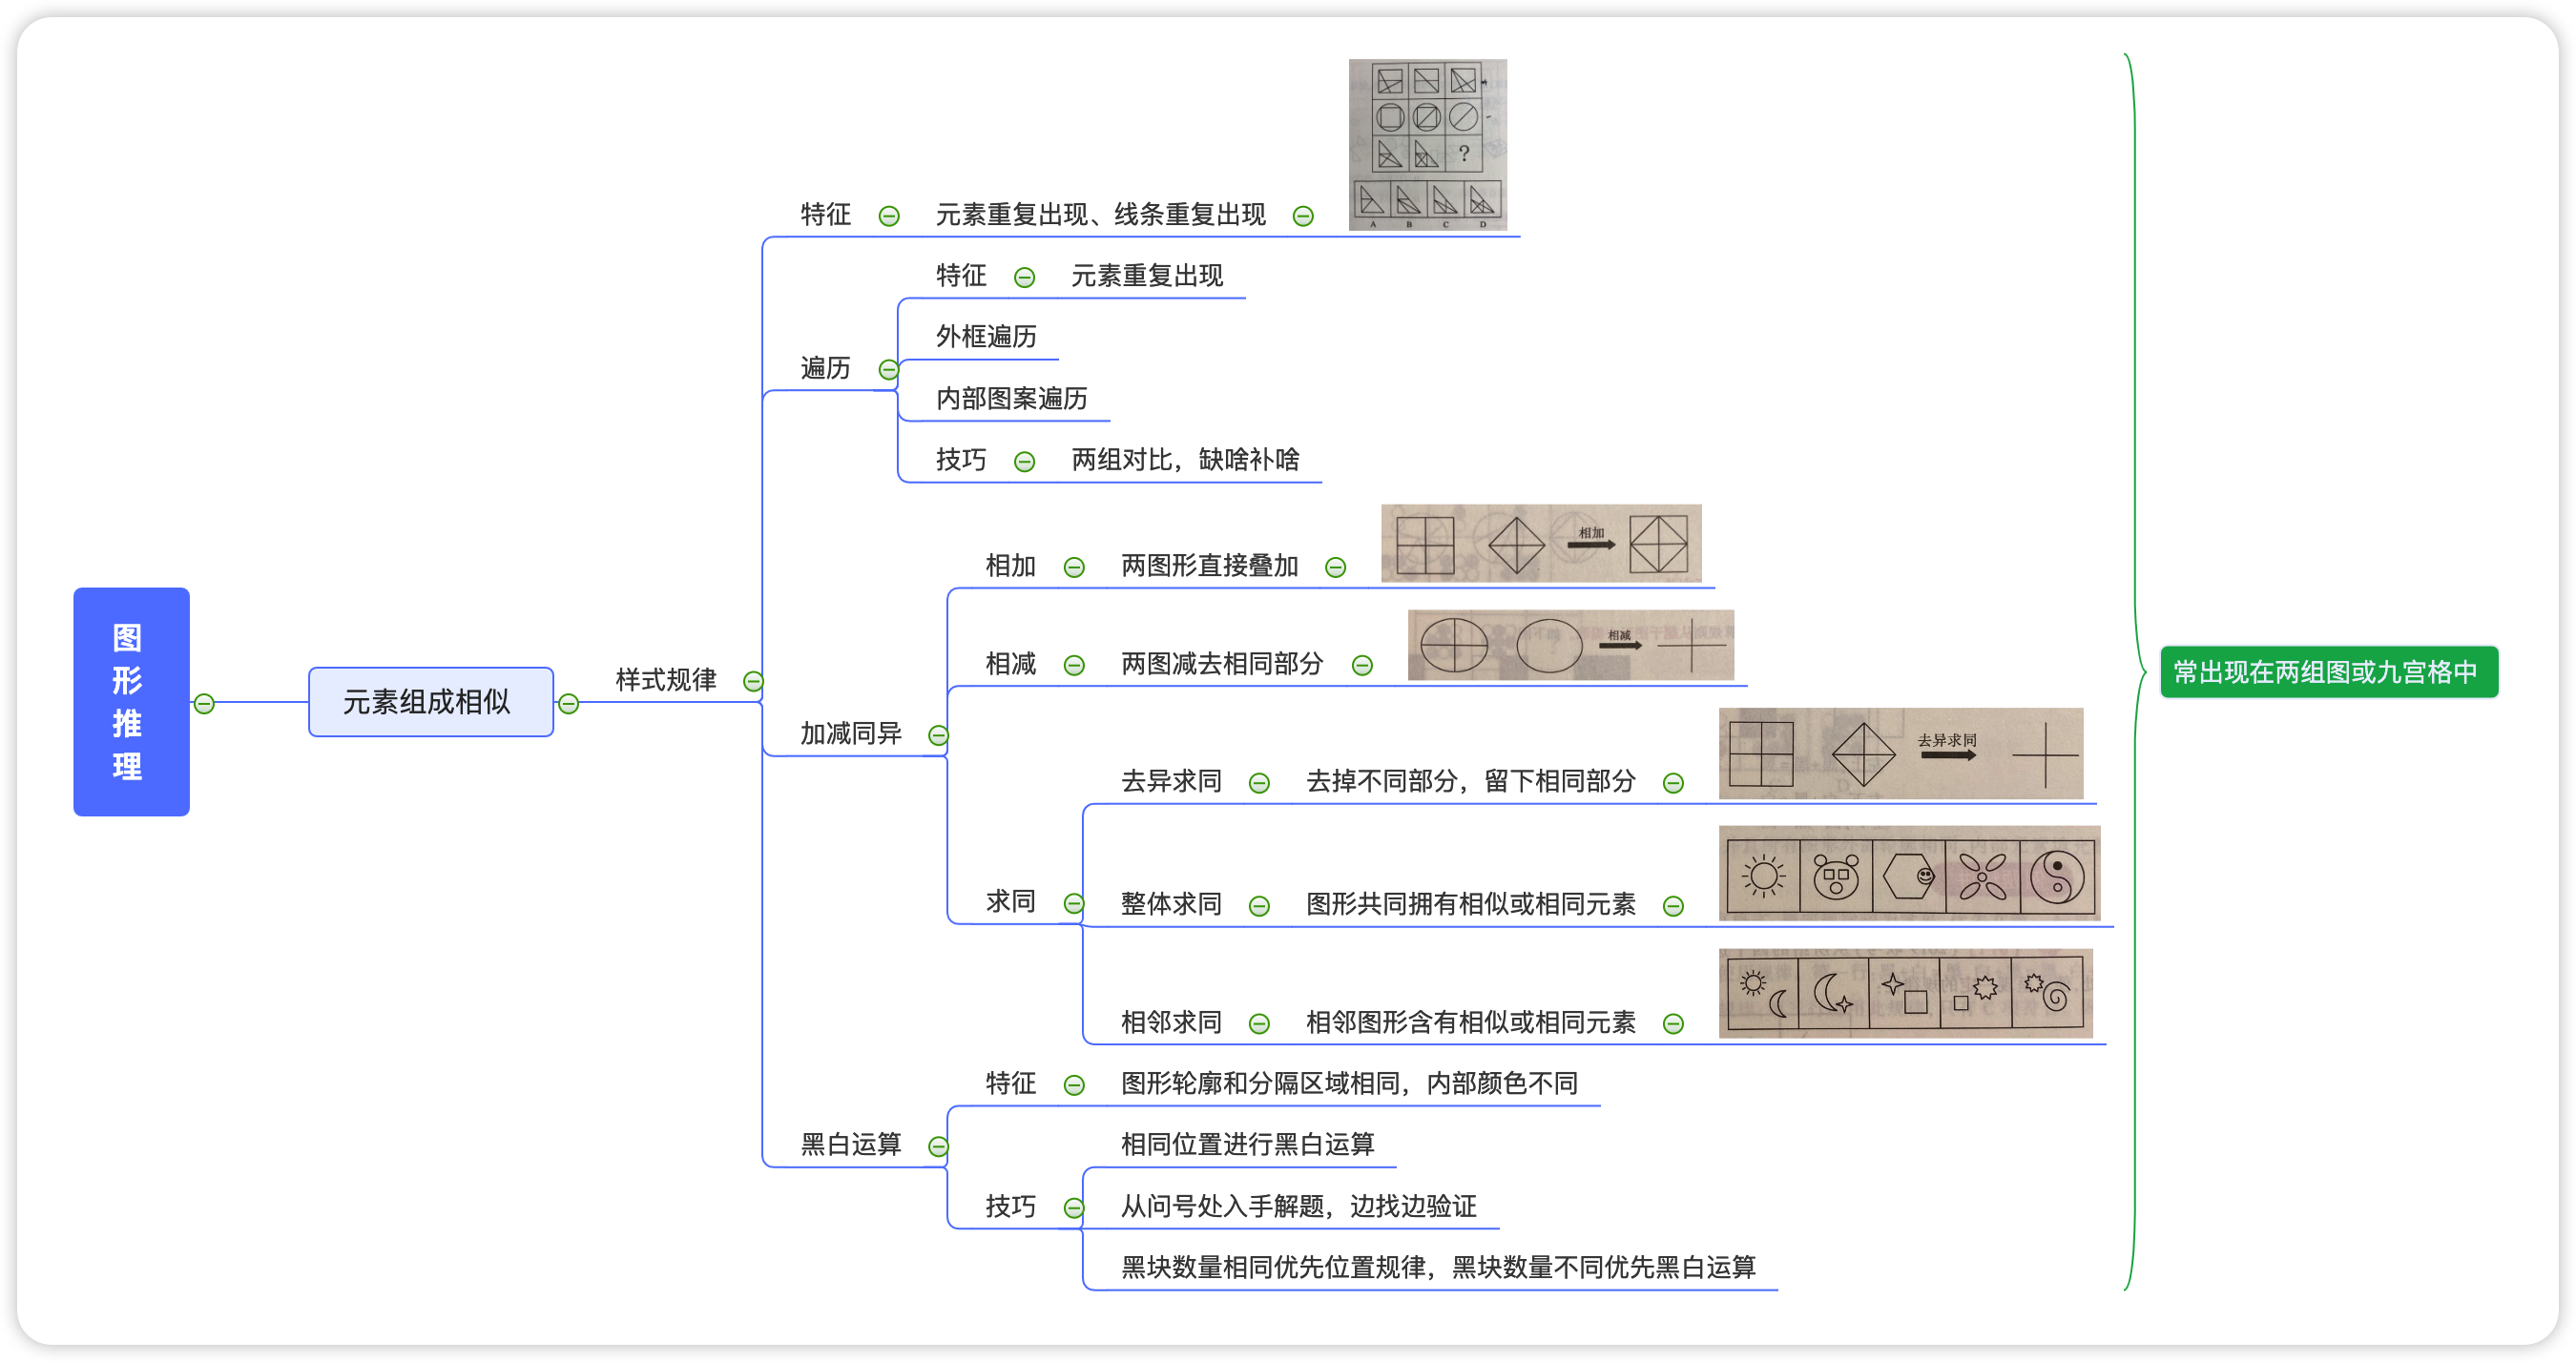 图
形
推
理
元素组成相似
样式规律
特征
元素重复出现、线条重复出现
?
A B C D
遍历
特征
元素重复出现
外框遍历
内部图案遍历
技巧
两组对比，缺啥补啥
加减同异
相加
两图形直接叠加
相加
相减
两图减去相同部分
相减
求同
去异求同
去掉不同部分，留下相同部分
去异求同
整体求同
图形共同拥有相似或相同元素
相邻求同
相邻图形含有相似或相同元素
黑白运算
特征
图形轮廓和分隔区域相同，内部颜色不同
技巧
相同位置进行黑白运算
从问号处入手解题，边找边验证
黑块数量相同优先位置规律，黑块数量不同优先黑白运算
常出现在两组图或九宫格中